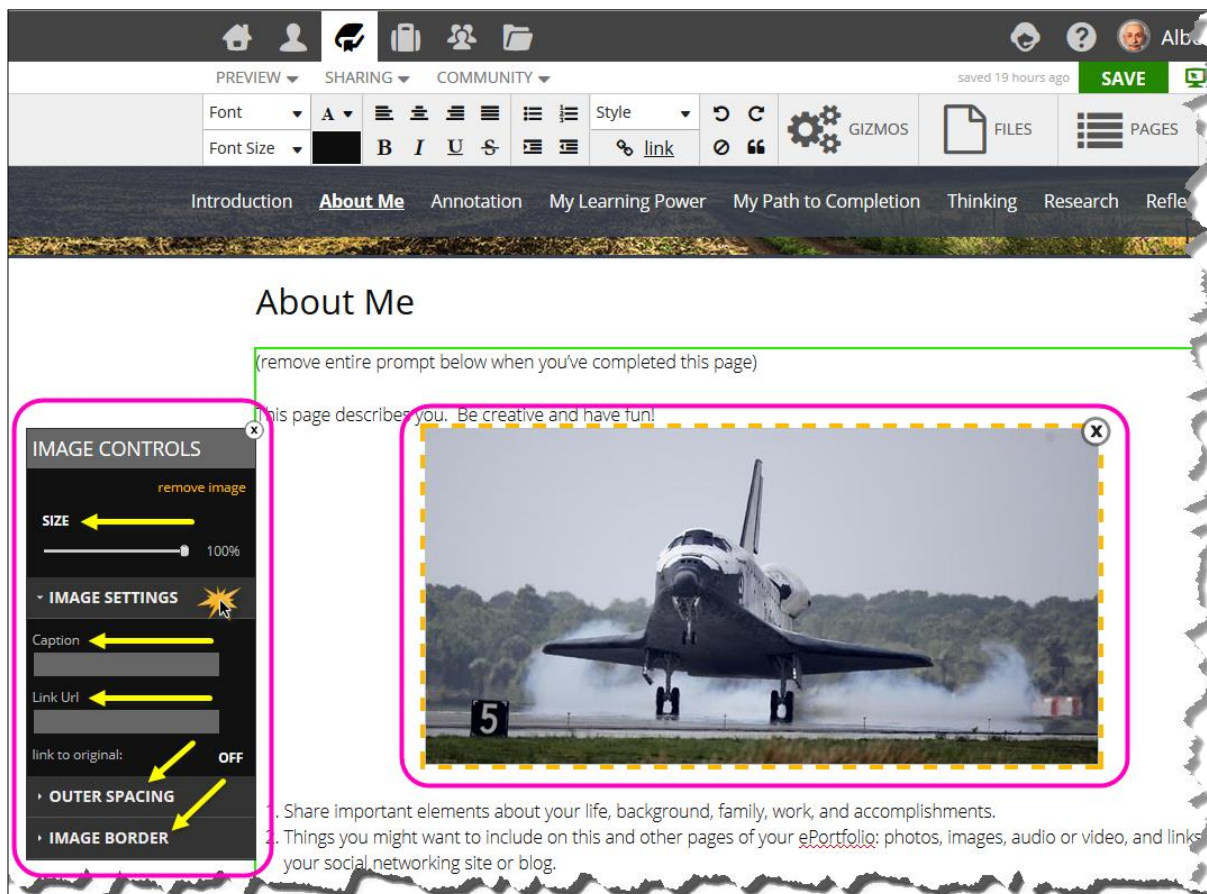 Alb
PREVIEW SHARING COMMUNITY saved 19 hours ago SAVE
Font A Style
GIZMOS FILES PAGES
Font Size B I U S link
Introduction About Me Annotation My Learning Power My Path to Completion Thinking Research Refle
About Me
(remove entire prompt below when you've completed this page)
This page describes you. Be creative and have fun!
x
X
IMAGE CONTROLS
remove image
SIZE
100%
IMAGE SETTINGS
Caption
Link Url
link to original: OFF
OUTER SPACING
IMAGE BORDER
5
1. Share important elements about your life, background, family, work, and accomplishments.
2. Things you might want to include on this and other pages of your ePortfolio: photos, images, audio or video, and links
your social networking site or blog.